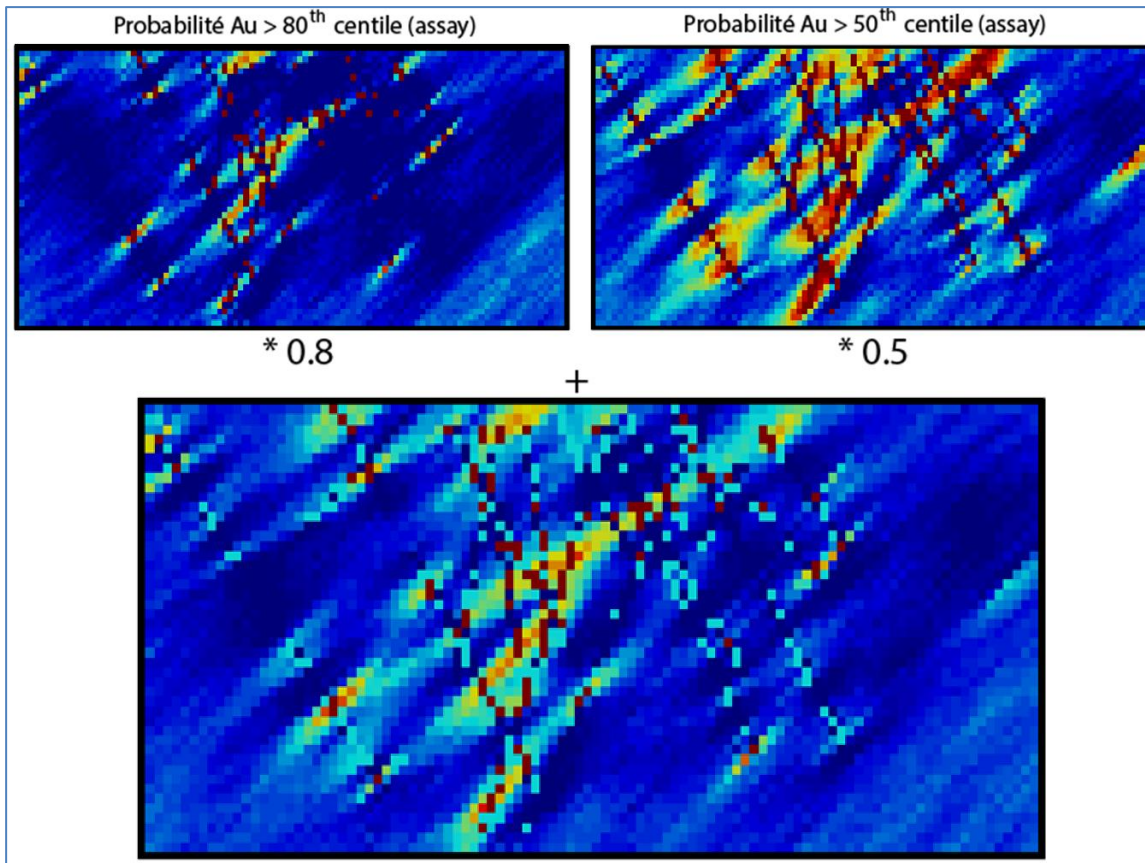 Probabilité Au > 80th centile (assay)
Probabilité Au > 50th centile (assay)
* 0.8
* 0.5
+